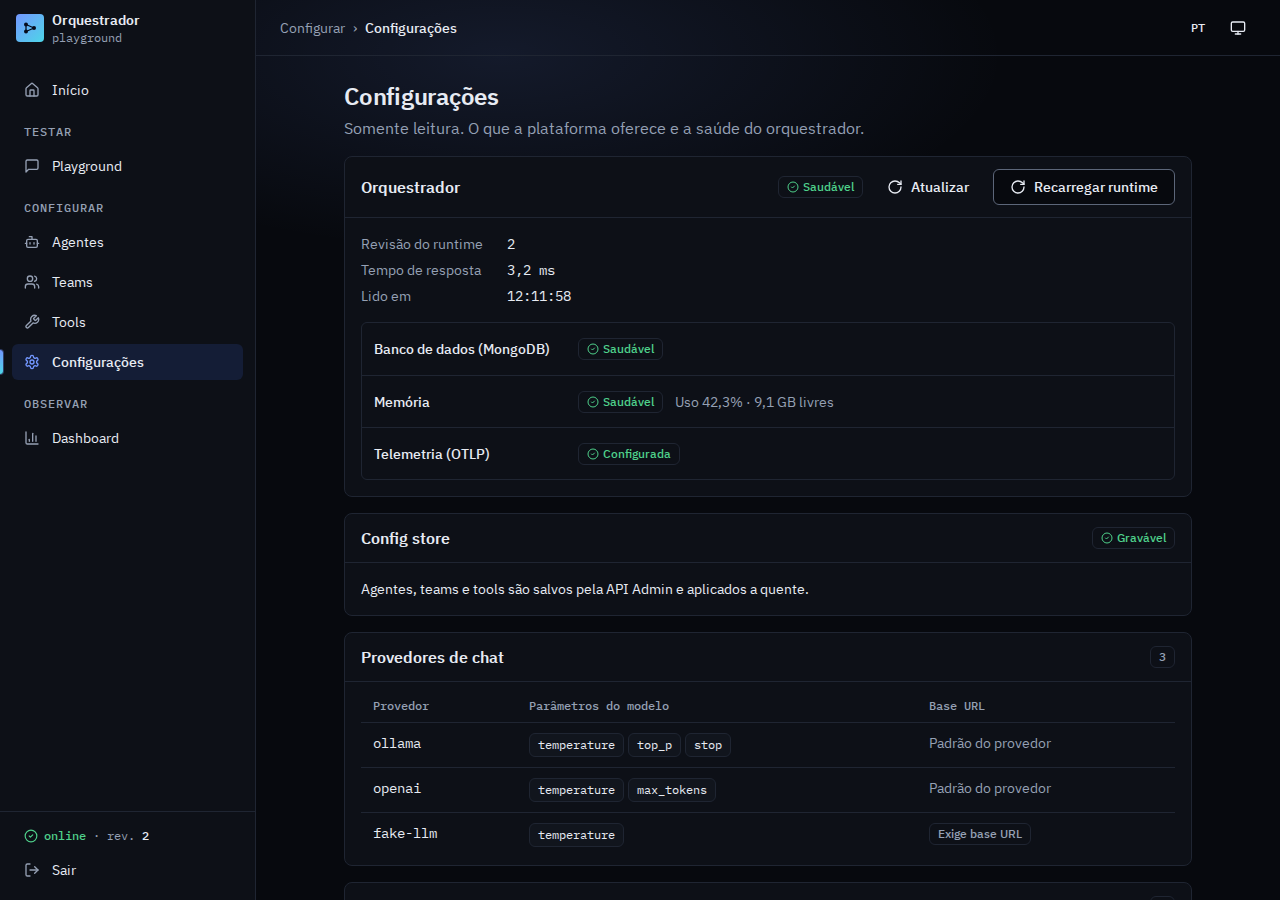 Orquestrador
playground
Configurar › Configurações
PT
Início
TESTAR
Playground
CONFIGURAR
Agentes
Teams
Tools
Configurações
OBSERVAR
Dashboard
online · rev. 2
Sair
Configurações
Somente leitura. O que a plataforma oferece e a saúde do orquestrador.
Orquestrador Saudável Atualizar Recarregar runtime
Revisão do runtime 2
Tempo de resposta 3,2 ms
Lido em 12:11:58
Banco de dados (MongoDB) Saudável
Memória Saudável Uso 42,3% · 9,1 GB livres
Telemetria (OTLP) Configurada
Config store Gravável
Agentes, teams e tools são salvos pela API Admin e aplicados a quente.
Provedores de chat 3
Provedor Parâmetros do modelo Base URL
ollama temperature top_p stop Padrão do provedor
openai temperature max_tokens Padrão do provedor
fake-llm temperature Exige base URL